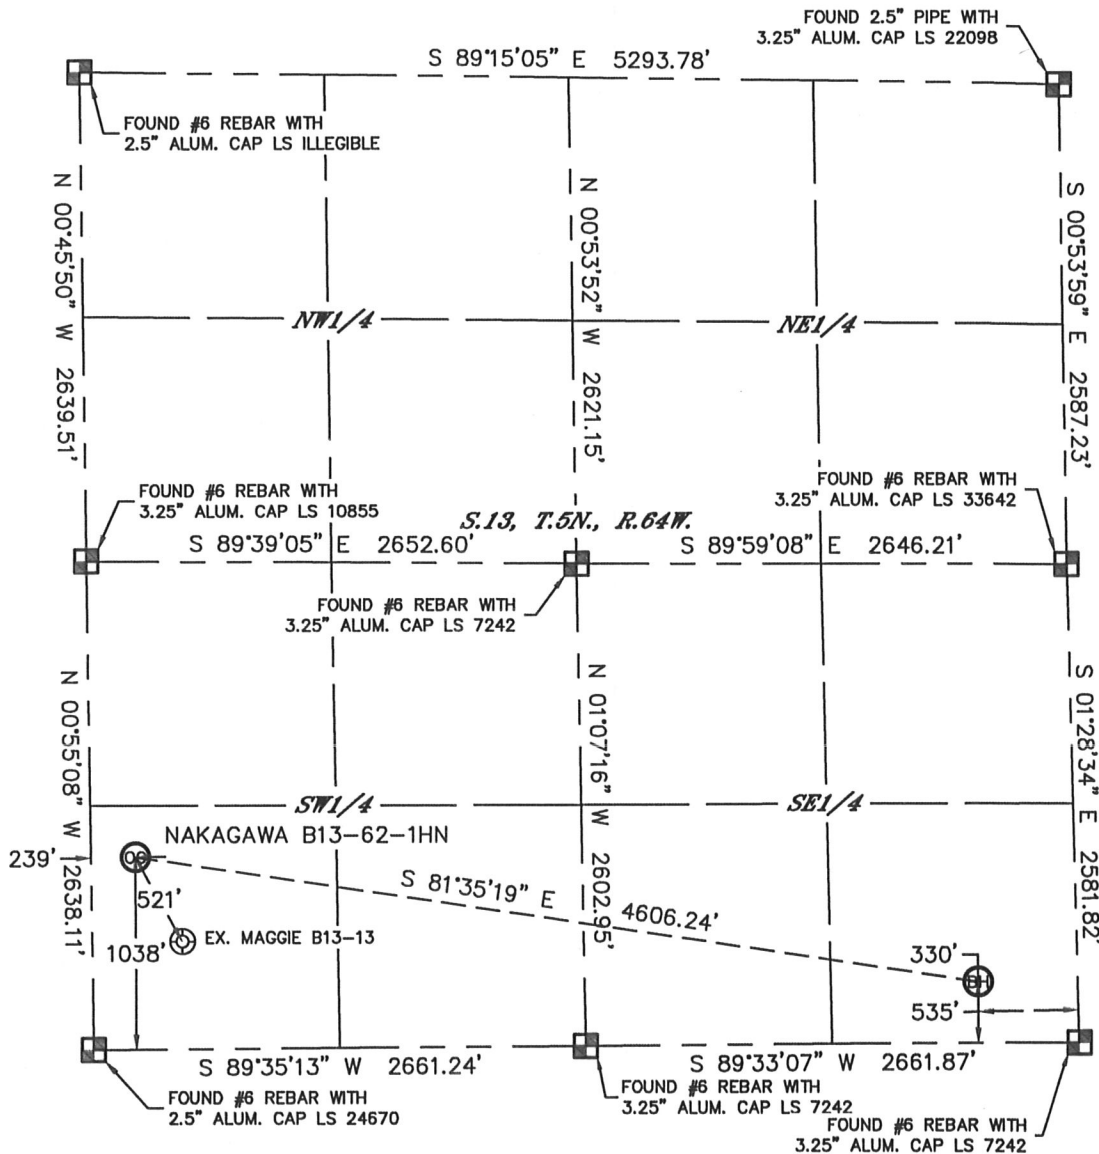 FOUND 2.5" PIPE WITH
3.25" ALUM. CAP LS 22098
S 89°15'05" E 5293.78'
FOUND #6 REBAR WITH
2.5" ALUM. CAP LS ILLEGIBLE
N 00°45'50" W 2639.51'
N 00°53'52" W 2621.15'
S 00°53'59" E 2587.23'
NW1/4
NE1/4
FOUND #6 REBAR WITH
3.25" ALUM. CAP LS 10855
FOUND #6 REBAR WITH
3.25" ALUM. CAP LS 33642
S.13, T.5N., R.64W.
S 89°39'05" E 2652.60'
S 89°59'08" E 2646.21'
FOUND #6 REBAR WITH
3.25" ALUM. CAP LS 7242
N 00°55'08" W 2638.11'
N 01°07'16" W 2602.95'
S 01°28'34" E 2581.82'
SW1/4
SE1/4
NAKAGAWA B13-62-1HN
239'
S 81°35'19" E 4606.24'
521'
EX. MAGGIE B13-13
1038'
330'
BH
535'
S 89°35'13" W 2661.24'
S 89°33'07" W 2661.87'
FOUND #6 REBAR WITH
2.5" ALUM. CAP LS 24670
FOUND #6 REBAR WITH
3.25" ALUM. CAP LS 7242
FOUND #6 REBAR WITH
3.25" ALUM. CAP LS 7242